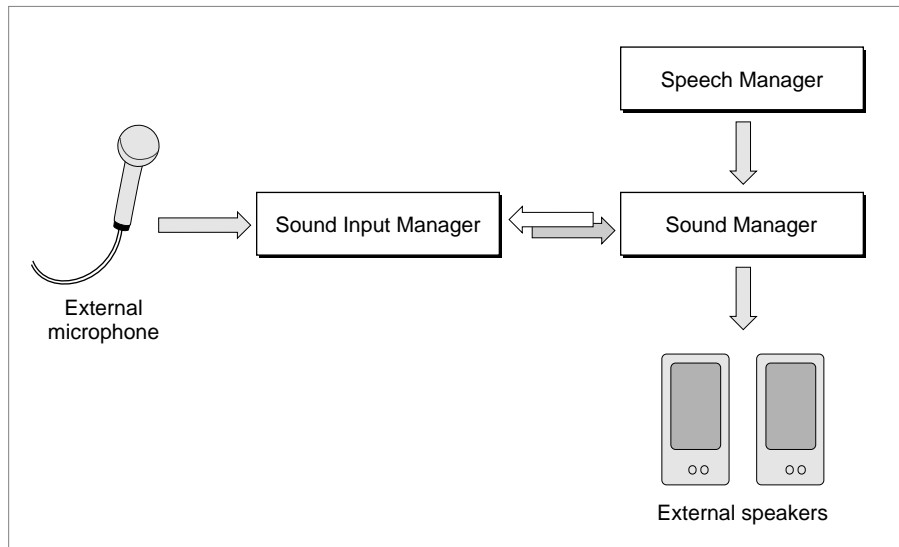 Speech Manager
Sound Input Manager
Sound Manager
External
microphone
External speakers